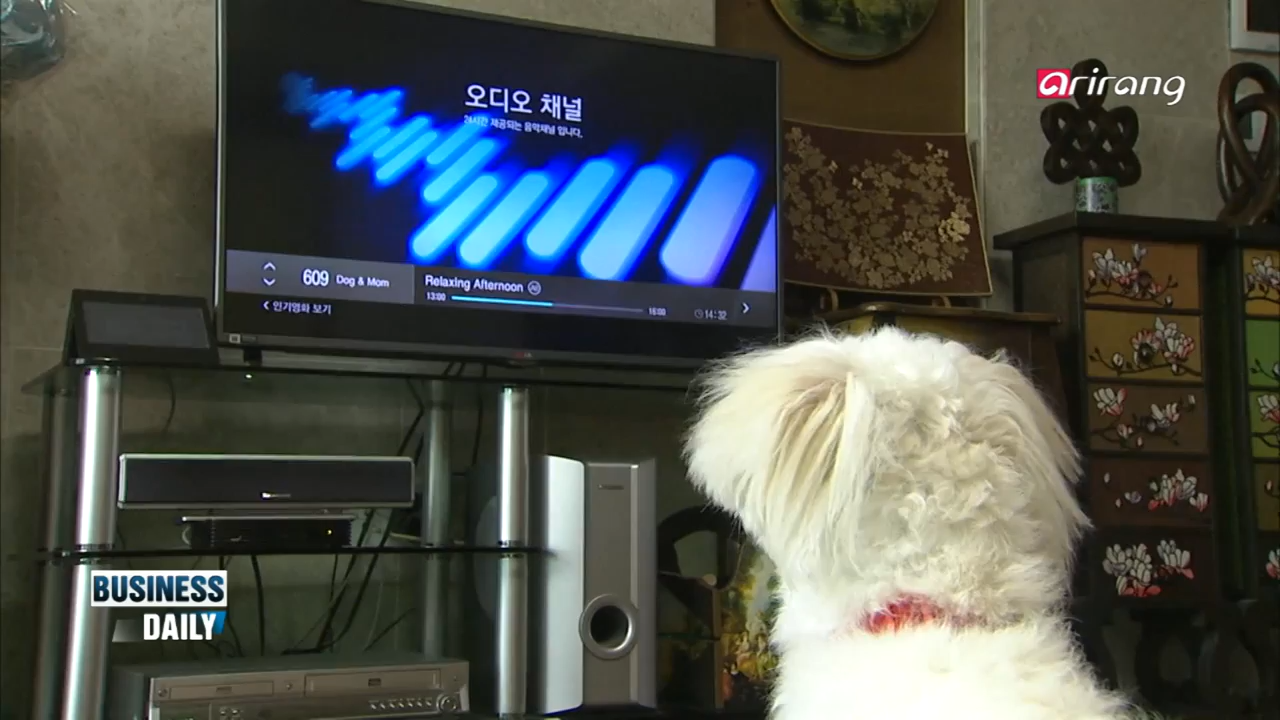 arirang
오디오 채널
24시간 제공되는 음악채널 입니다.
609 Dog & Mom
Relaxing Afternoon
13:00
16:00
14:32
인기영화 보기
BUSINESS
DAILY